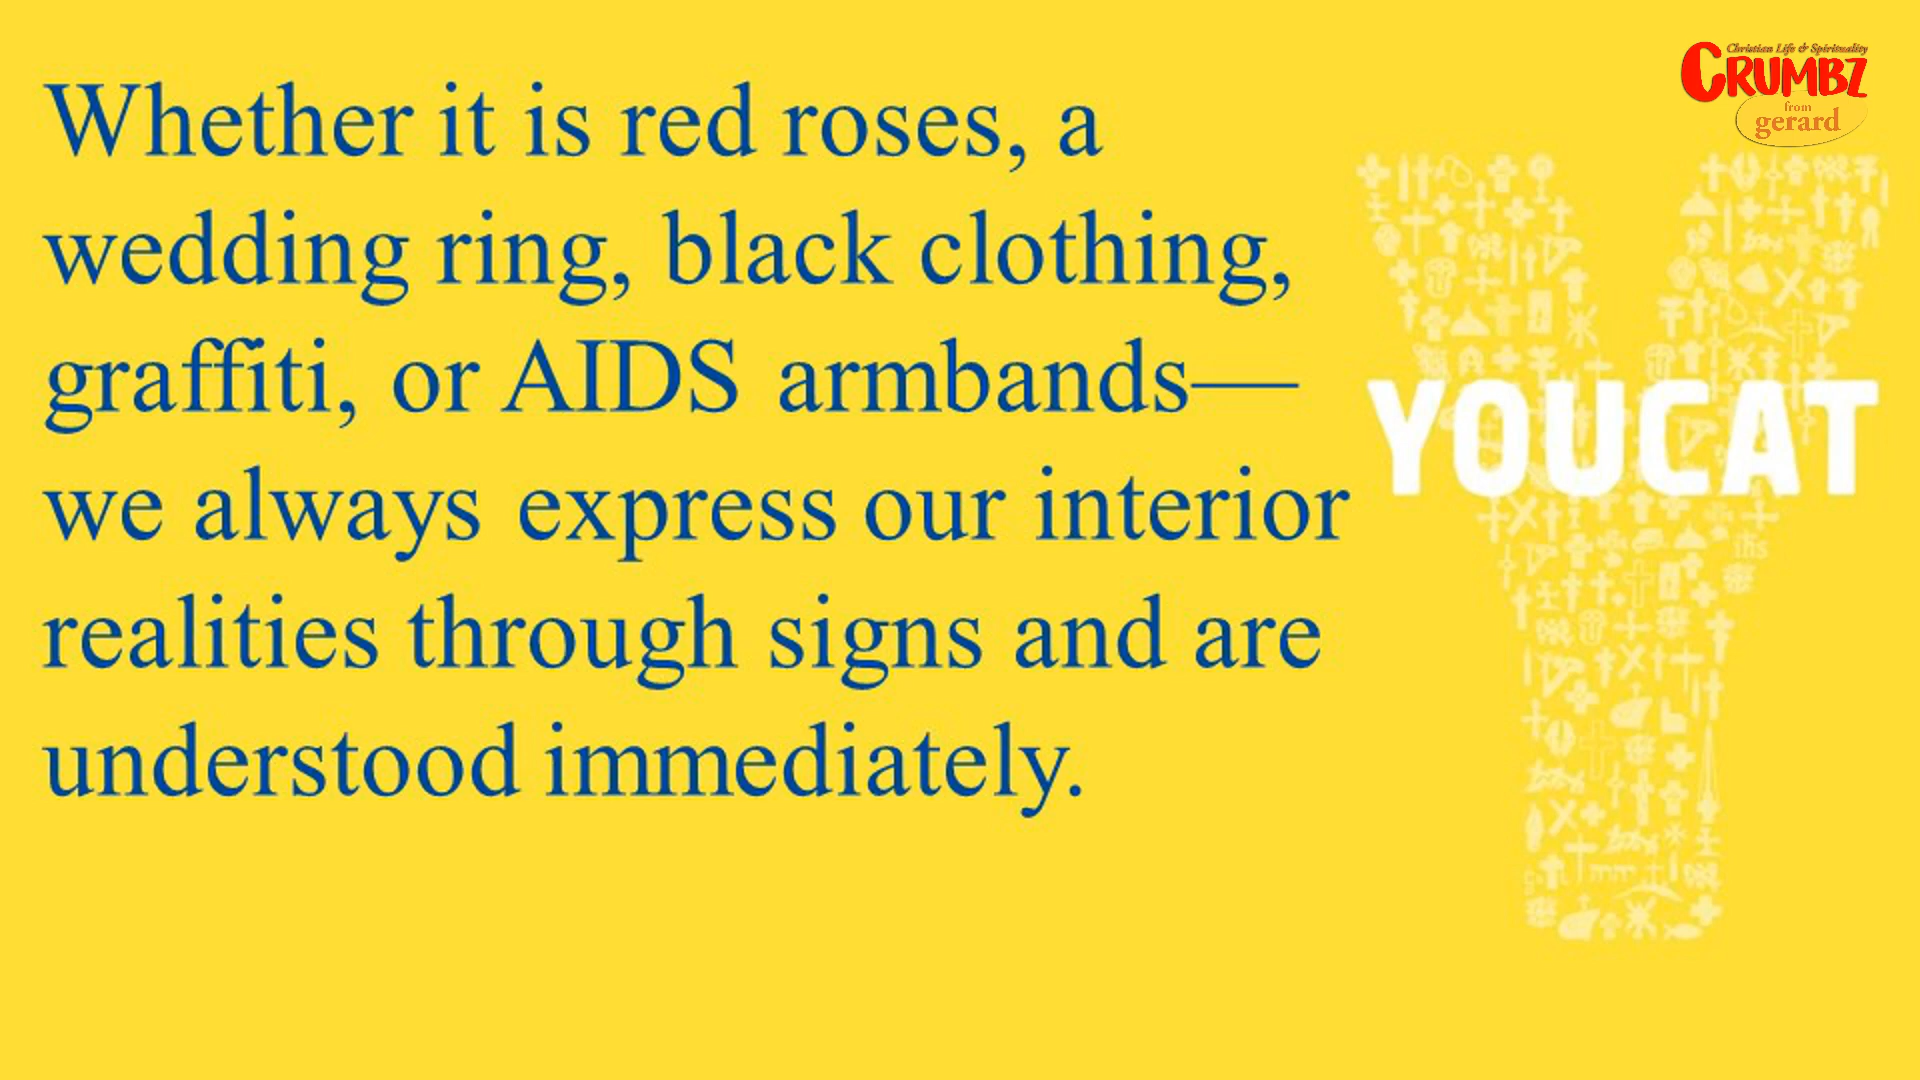 Christian Life & Spirituality
CRUMBZ
from
gerard
Whether it is red roses, a
wedding ring, black clothing,
graffiti, or AIDS armbands—
we always express our interior
realities through signs and are
understood immediately.
YOUCAT
ihs